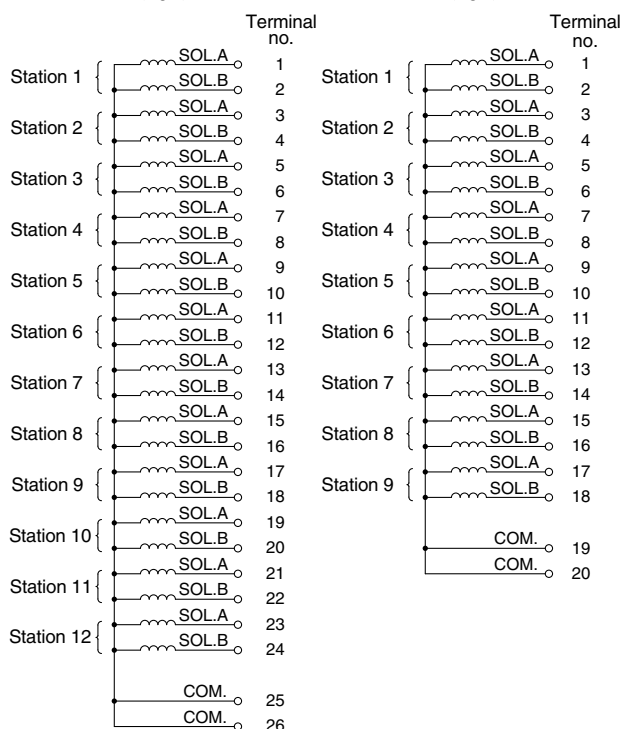 Terminal no.
SOL.A 1
Station 1
SOL.B 2
SOL.A 3
Station 2
SOL.B 4
SOL.A 5
Station 3
SOL.B 6
SOL.A 7
Station 4
SOL.B 8
SOL.A 9
Station 5
SOL.B 10
SOL.A 11
Station 6
SOL.B 12
SOL.A 13
Station 7
SOL.B 14
SOL.A 15
Station 8
SOL.B 16
SOL.A 17
Station 9
SOL.B 18
SOL.A 19
Station 10
SOL.B 20
SOL.A 21
Station 11
SOL.B 22
SOL.A 23
Station 12
SOL.B 24
COM. 25
COM. 26
Terminal no.
SOL.A 1
Station 1
SOL.B 2
SOL.A 3
Station 2
SOL.B 4
SOL.A 5
Station 3
SOL.B 6
SOL.A 7
Station 4
SOL.B 8
SOL.A 9
Station 5
SOL.B 10
SOL.A 11
Station 6
SOL.B 12
SOL.A 13
Station 7
SOL.B 14
SOL.A 15
Station 8
SOL.B 16
SOL.A 17
Station 9
SOL.B 18
COM. 19
COM. 20